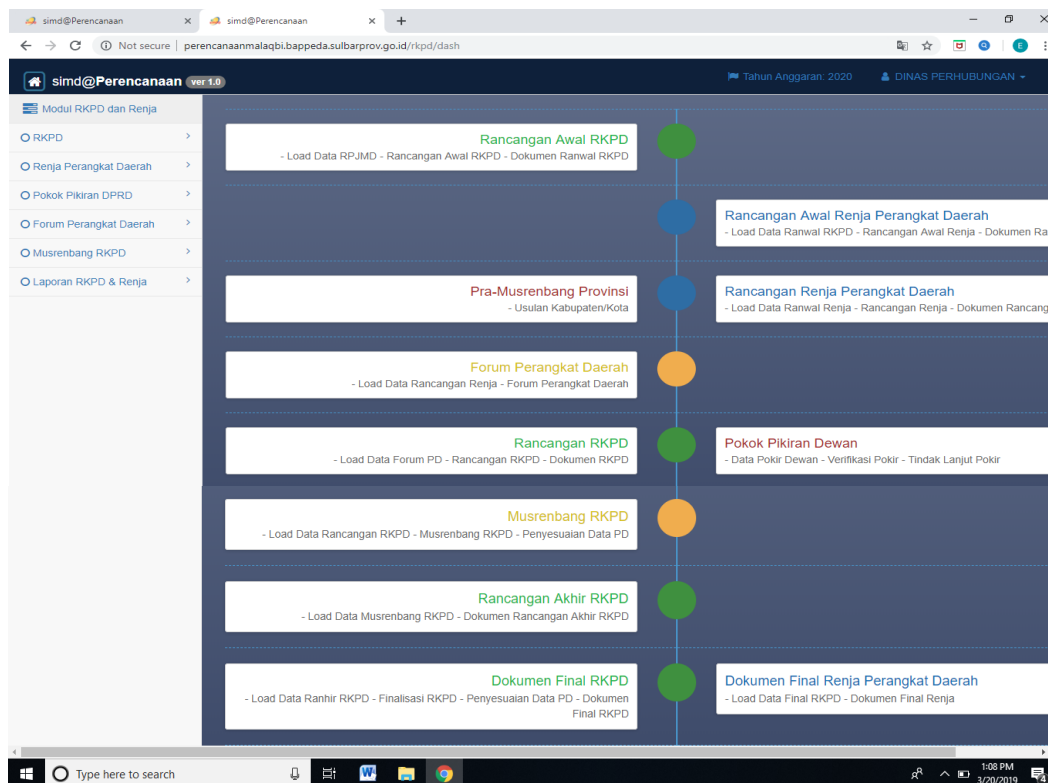 simd@Perencanaan
simd@Perencanaan
Not secure | perencanaanmalaqbi.bappeda.sulbarprov.go.id/rkpd/dash
E
simd@Perencanaan ver 1.0
Tahun Anggaran: 2020
DINAS PERHUBUNGAN
Modul RKPD dan Renja
RKPD
Renja Perangkat Daerah
Pokok Pikiran DPRD
Forum Perangkat Daerah
Musrenbang RKPD
Laporan RKPD & Renja
Rancangan Awal RKPD
- Load Data RPJMD - Rancangan Awal RKPD - Dokumen Ranwal RKPD
Rancangan Awal Renja Perangkat Daerah
- Load Data Ranwal RKPD - Rancangan Awal Renja - Dokumen Ra
Pra-Musrenbang Provinsi
- Usulan Kabupaten/Kota
Rancangan Renja Perangkat Daerah
- Load Data Ranwal Renja - Rancangan Renja - Dokumen Rancang
Forum Perangkat Daerah
- Load Data Rancangan Renja - Forum Perangkat Daerah
Rancangan RKPD
- Load Data Forum PD - Rancangan RKPD - Dokumen RKPD
Pokok Pikiran Dewan
- Data Pokir Dewan - Verifikasi Pokir - Tindak Lanjut Pokir
Musrenbang RKPD
- Load Data Rancangan RKPD - Musrenbang RKPD - Penyesuaian Data PD
Rancangan Akhir RKPD
- Load Data Musrenbang RKPD - Dokumen Rancangan Akhir RKPD
Dokumen Final RKPD
- Load Data Ranhir RKPD - Finalisasi RKPD - Penyesuaian Data PD - Dokumen
Final RKPD
Dokumen Final Renja Perangkat Daerah
- Load Data Final RKPD - Dokumen Final Renja
Type here to search
W
1:08 PM
3/20/2019
4